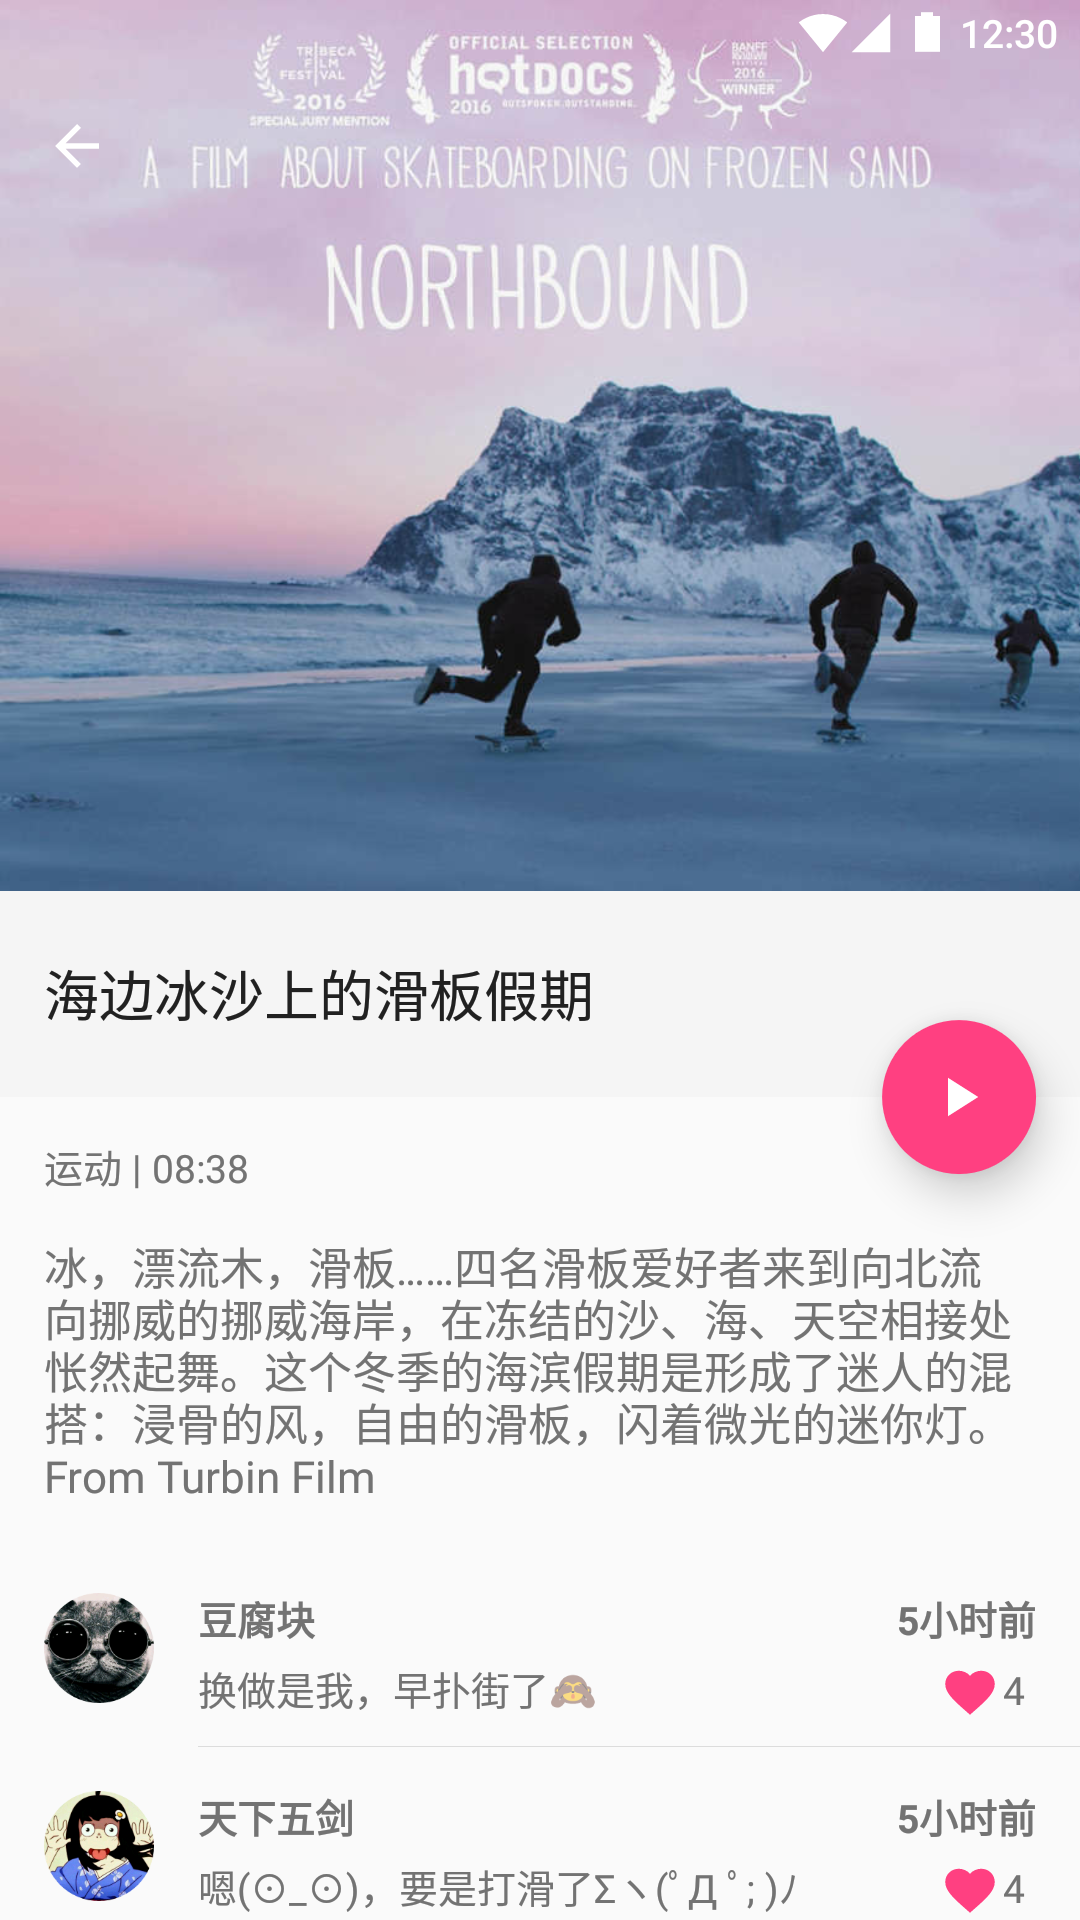 12:30
TRIBECA
FILM
FESTIVAL
2016
SPECIAL JURY MENTION
OFFICIAL SELECTION
hotDOCS
2016 OUTSPOKEN.OUTSTANDING.
BANFF
FESTIVAL
2016
WINNER
A FILM ABOUT SKATEBOARDING ON FROZEN SAND
NORTHBOUND
海边冰沙上的滑板假期
运动 | 08:38
冰，漂流木，滑板……四名滑板爱好者来到向北流
向挪威的挪威海岸，在冻结的沙、海、天空相接处
怅然起舞。这个冬季的海滨假期是形成了迷人的混
搭：浸骨的风，自由的滑板，闪着微光的迷你灯。
From Turbin Film
豆腐块
5小时前
换做是我，早扑街了🙈
4
天下五剑
5小时前
嗯(⊙_⊙)，要是打滑了Σヽ(ﾟД ﾟ; )ﾉ
4